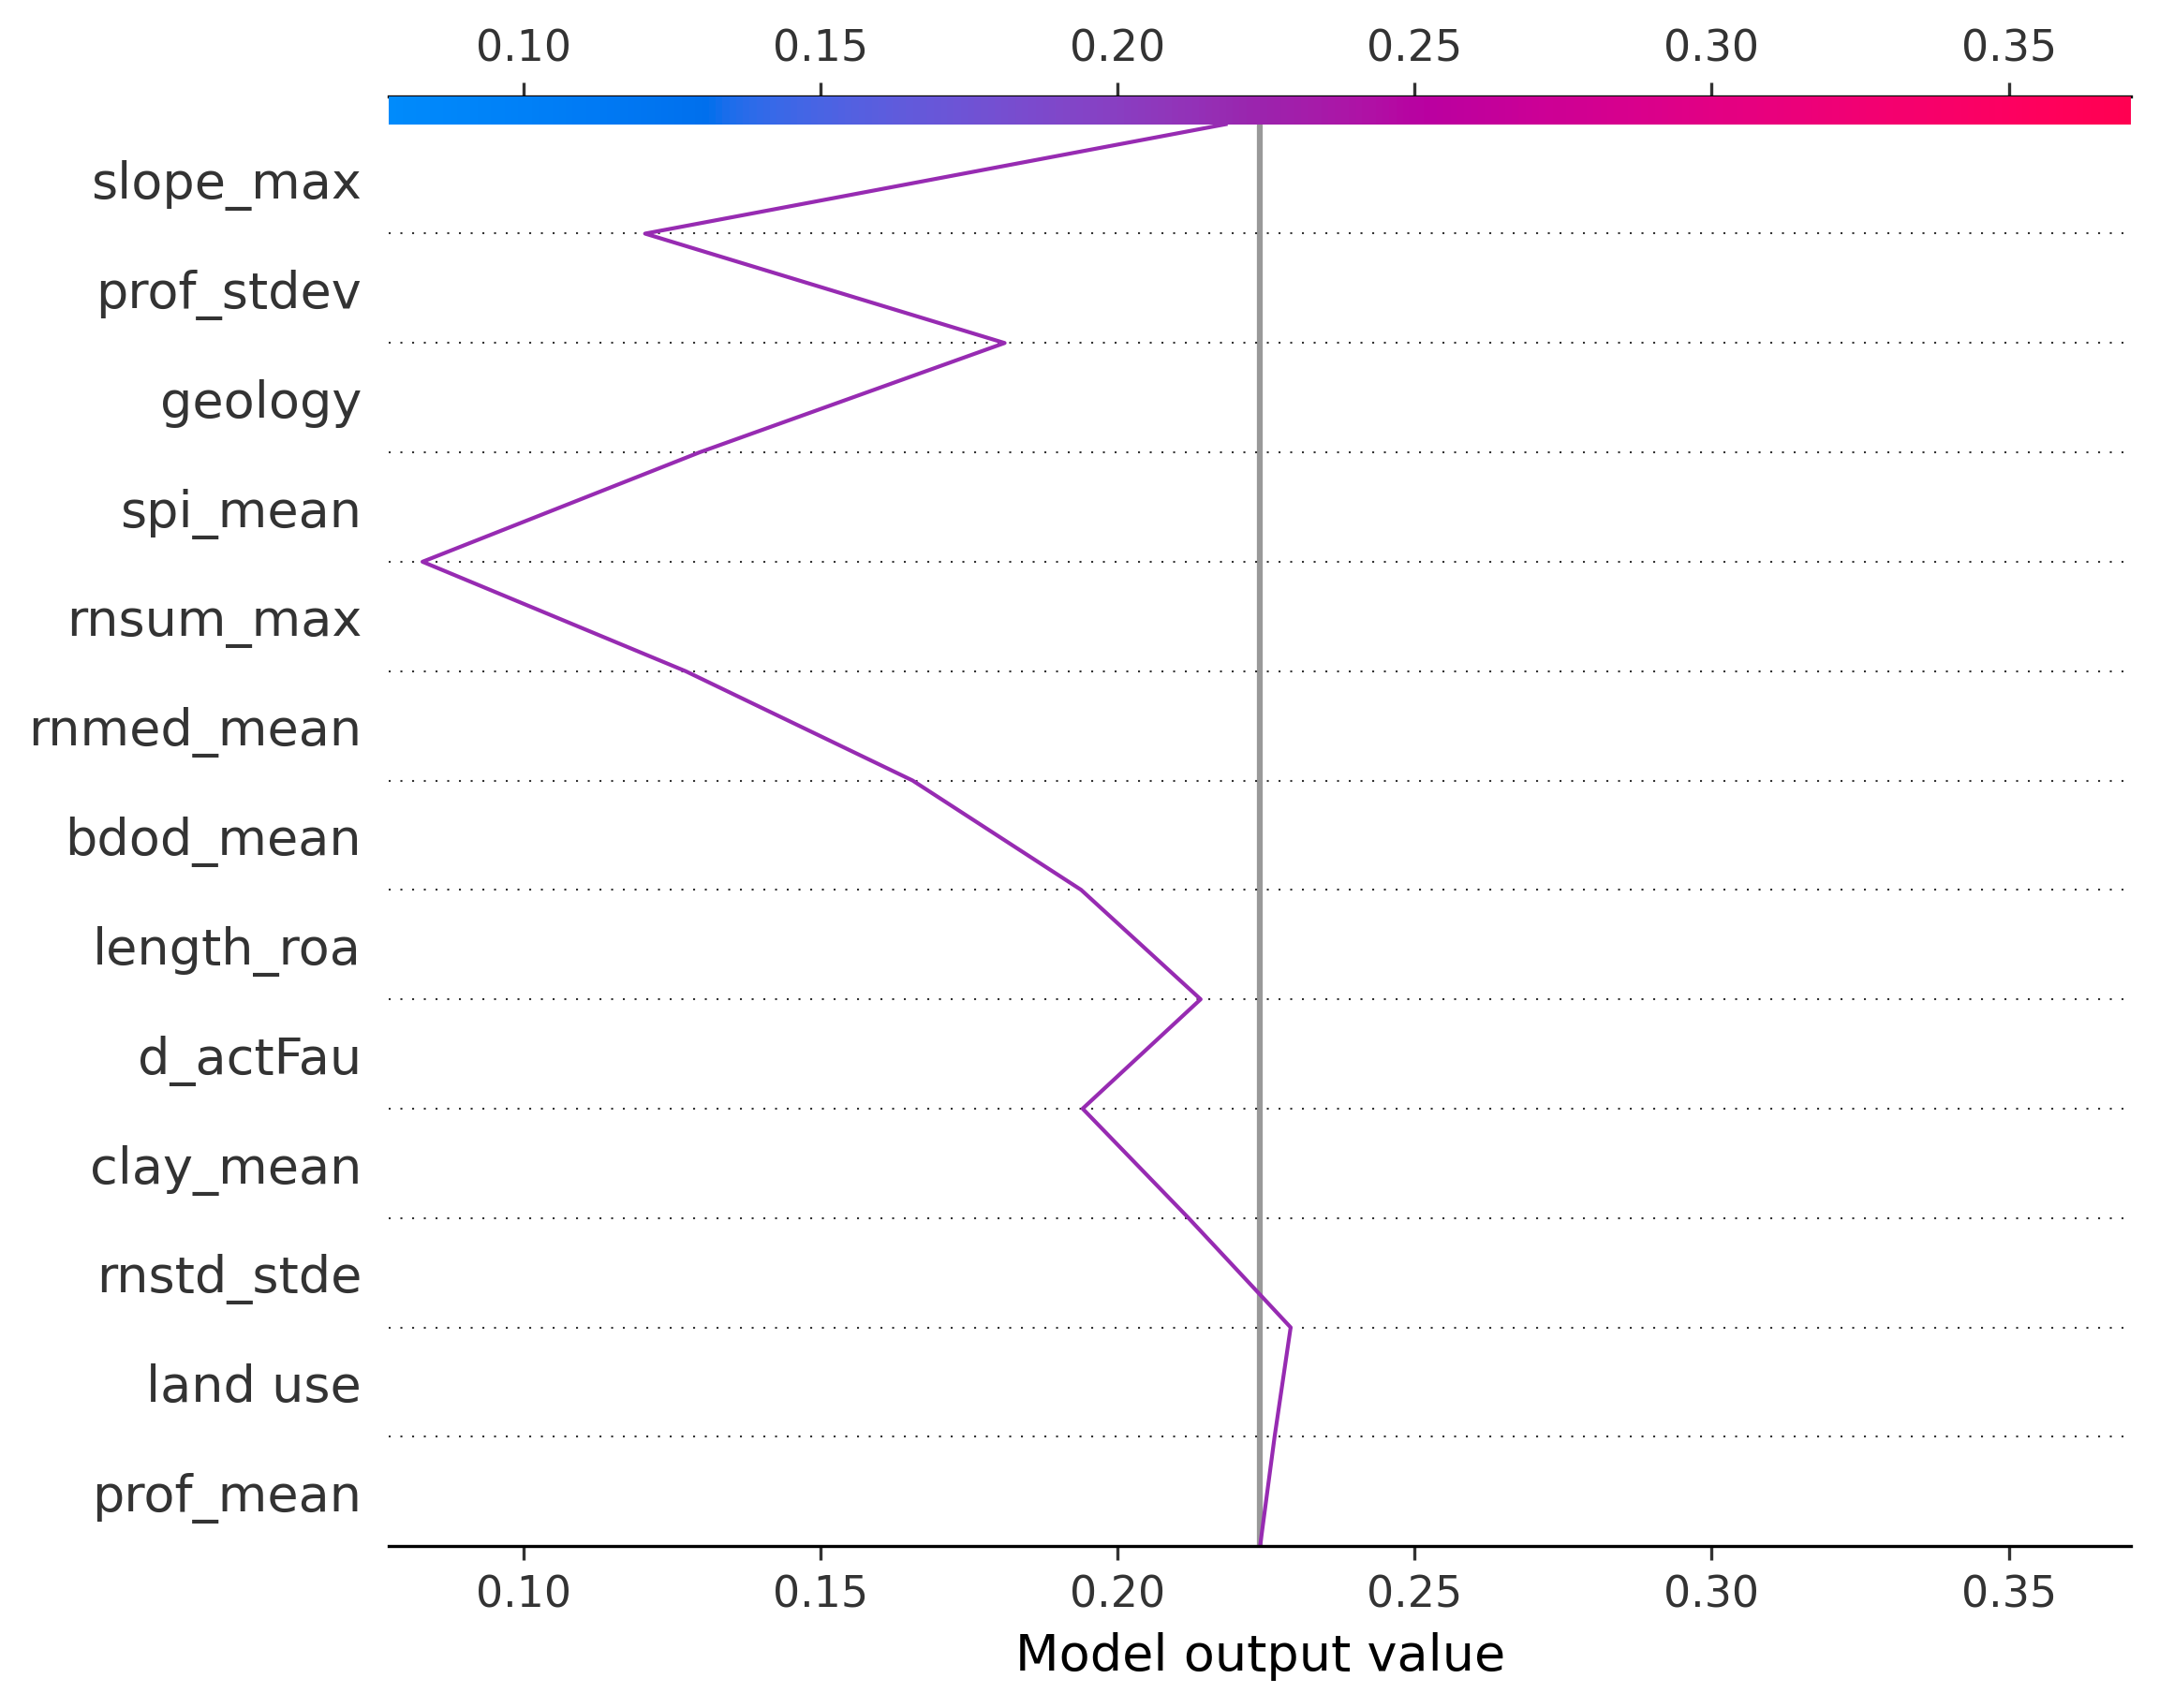 0.10 0.15 0.20 0.25 0.30 0.35
slope_max
prof_stdev
geology
spi_mean
rnsum_max
rnmed_mean
bdod_mean
length_roa
d_actFau
clay_mean
rnstd_stde
land use
prof_mean
0.10 0.15 0.20 0.25 0.30 0.35
Model output value